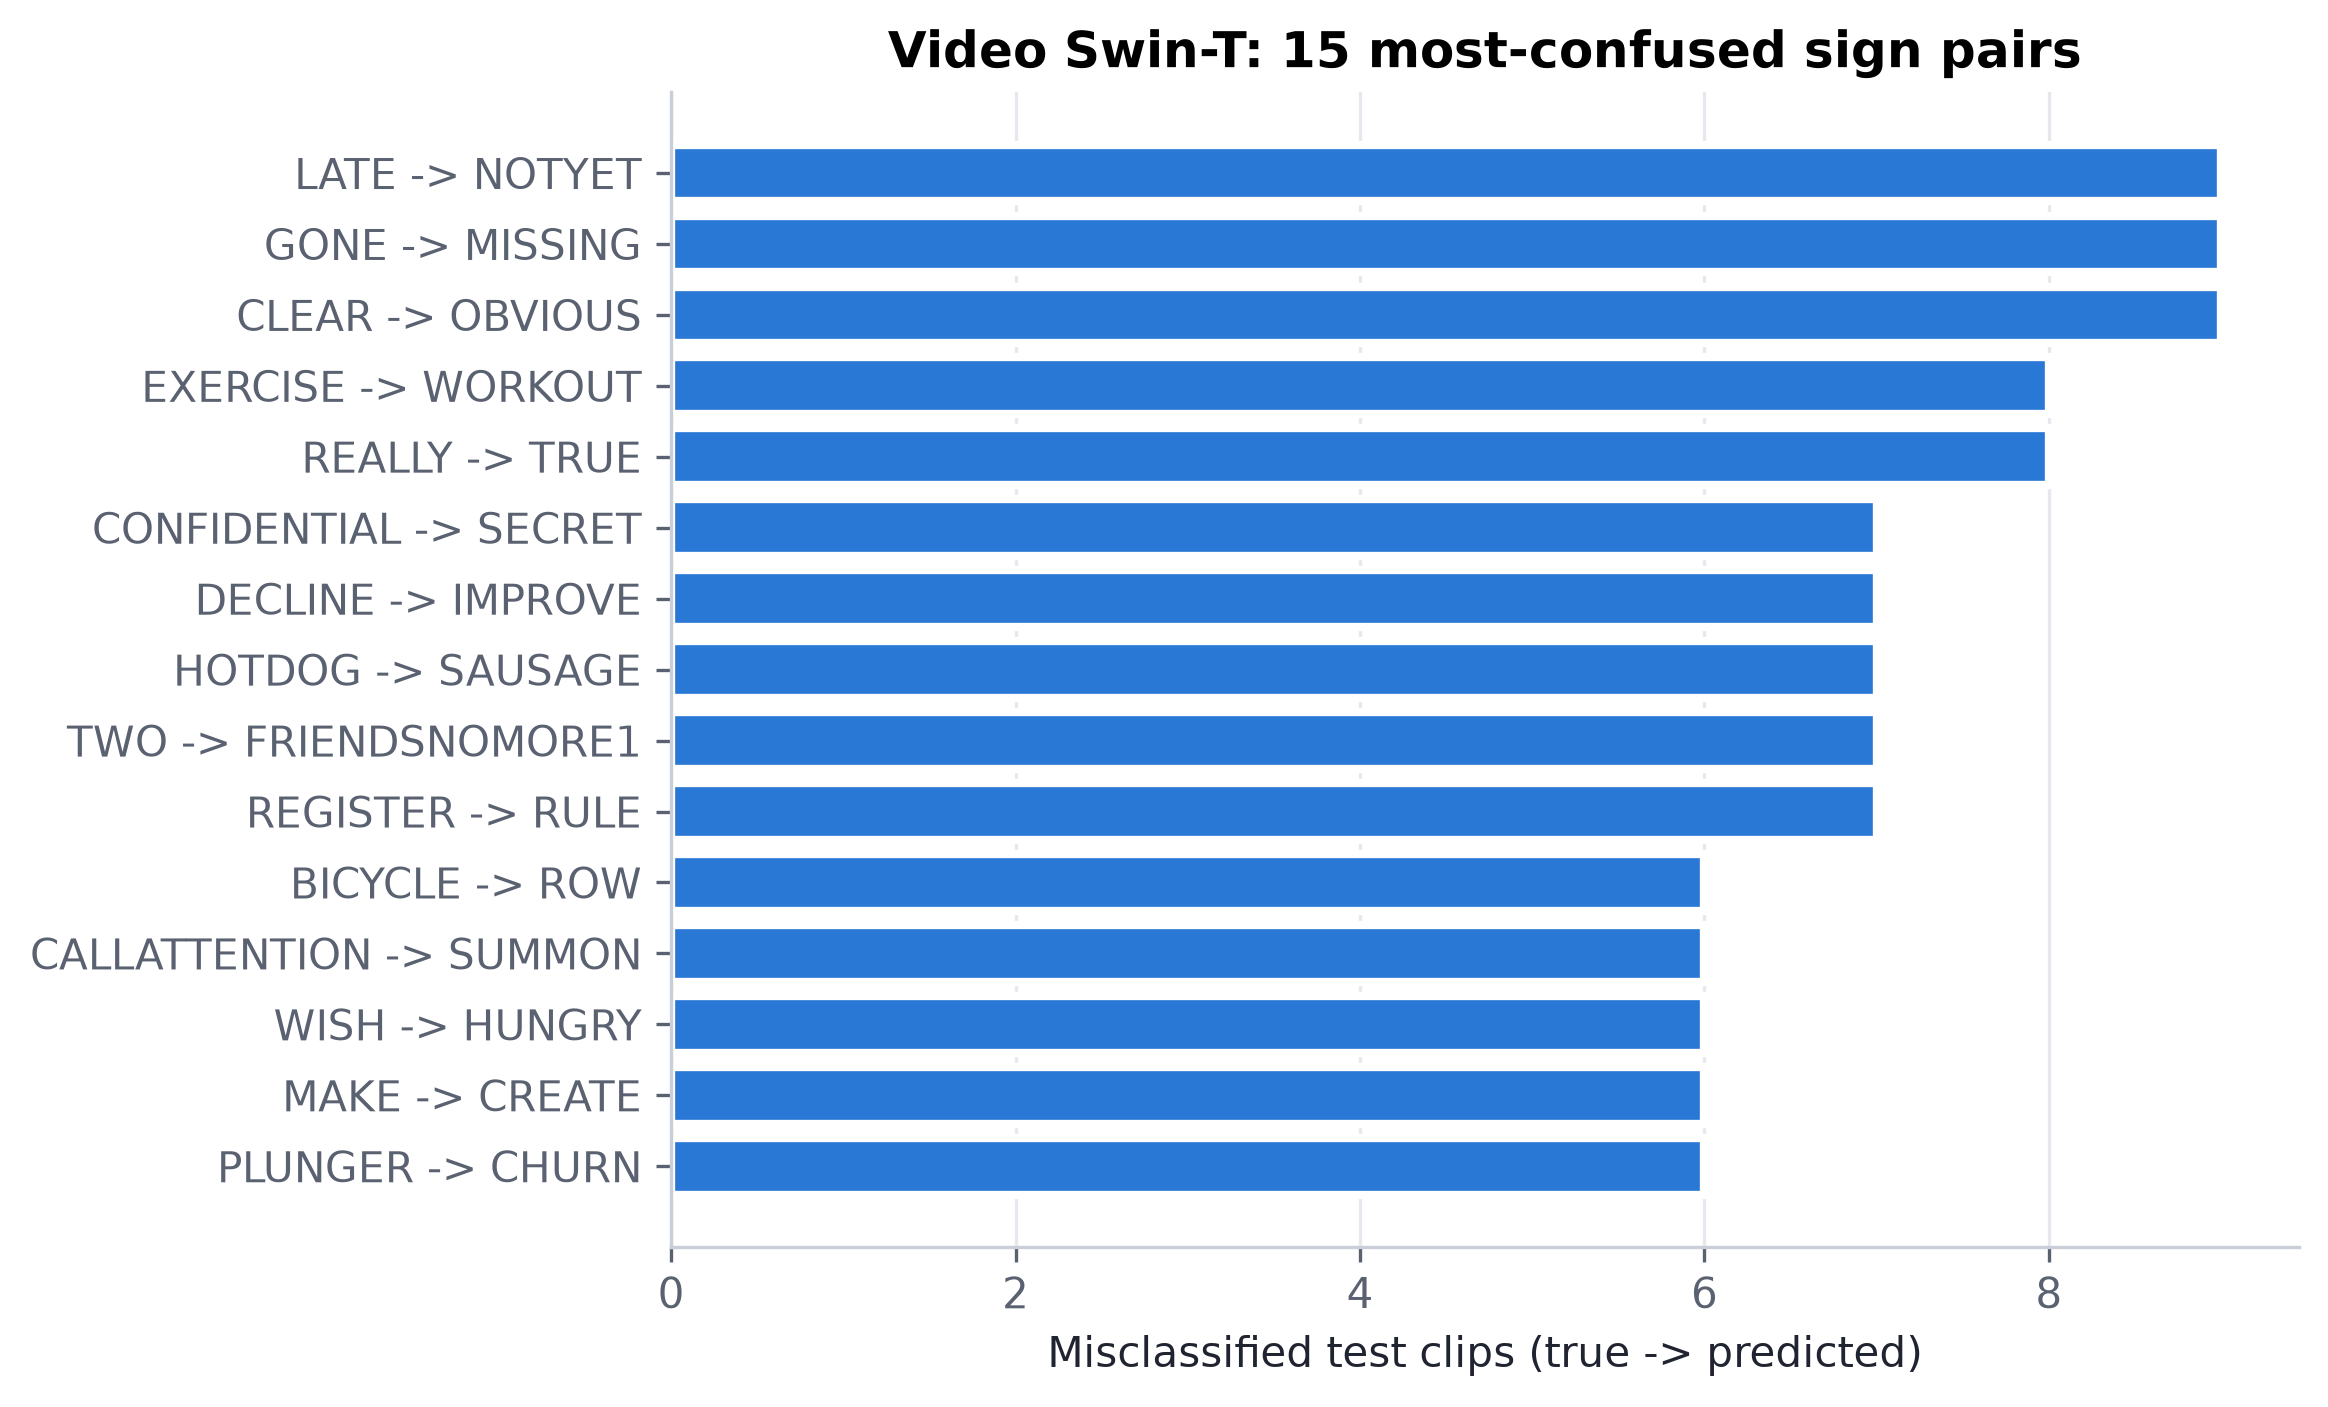 Video Swin-T: 15 most-confused sign pairs
LATE -> NOTYET
GONE -> MISSING
CLEAR -> OBVIOUS
EXERCISE -> WORKOUT
REALLY -> TRUE
CONFIDENTIAL -> SECRET
DECLINE -> IMPROVE
HOTDOG -> SAUSAGE
TWO -> FRIENDSNOMORE1
REGISTER -> RULE
BICYCLE -> ROW
CALLATTENTION -> SUMMON
WISH -> HUNGRY
MAKE -> CREATE
PLUNGER -> CHURN
0 2 4 6 8
Misclassified test clips (true -> predicted)